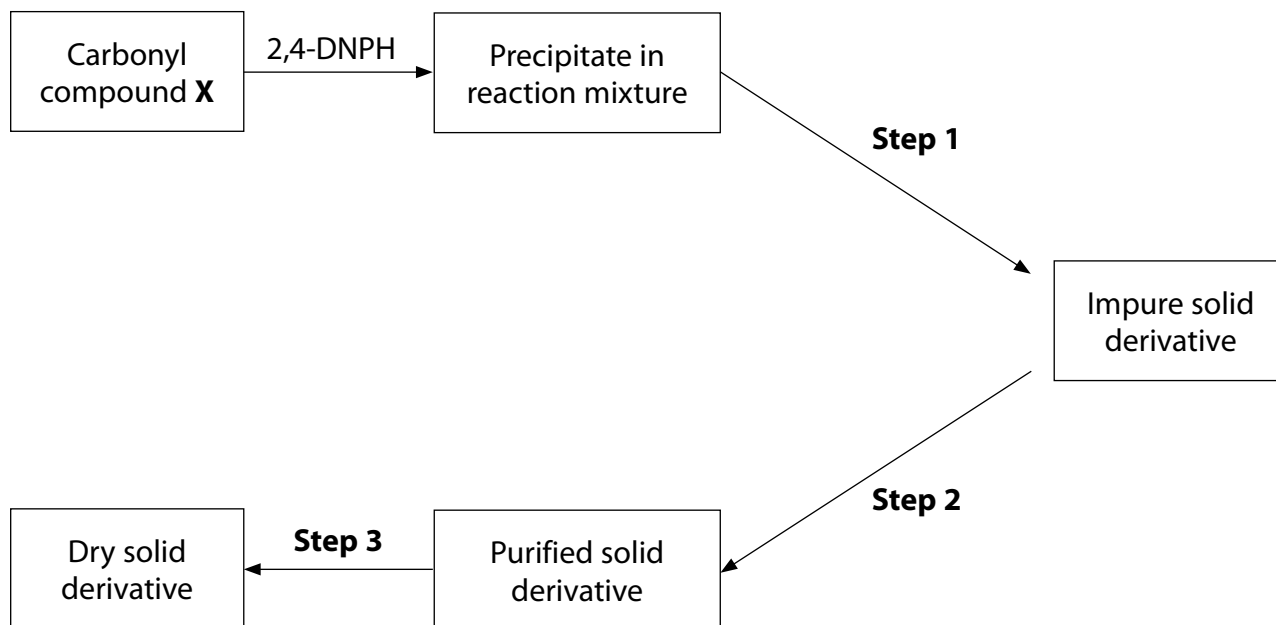 Carbonyl
compound X
2,4-DNPH
Precipitate in
reaction mixture
Step 1
Impure solid
derivative
Step 2
Purified solid
derivative
Step 3
Dry solid
derivative